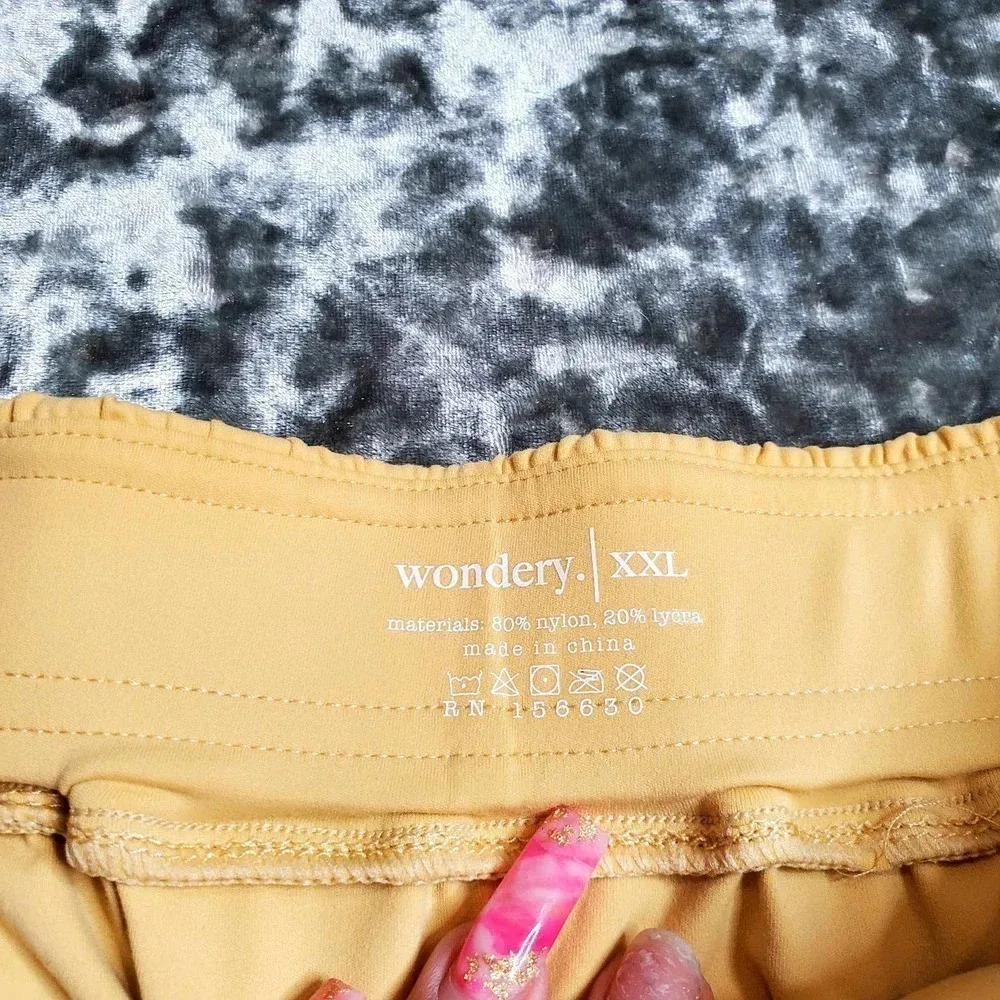 wondery. XXL
materials: 80% nylon, 20% lycra
made in china
RN 156630